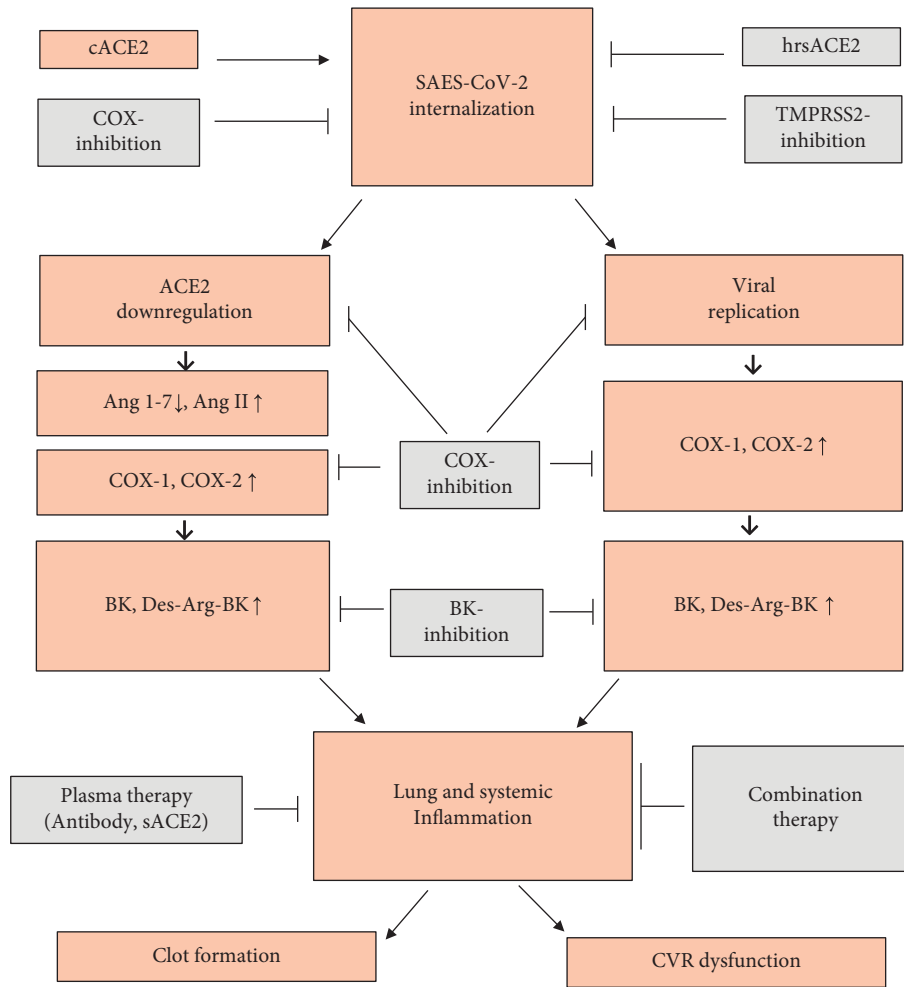 cACE2
hrsACE2
SAES-CoV-2
internalization
COX-
inhibition
TMPRSS2-
inhibition
ACE2
downregulation
Viral
replication
Ang 1-7↓, Ang II ↑
COX-1, COX-2 ↑
COX-
inhibition
COX-1, COX-2 ↑
BK, Des-Arg-BK ↑
BK-
inhibition
BK, Des-Arg-BK ↑
Plasma therapy
(Antibody, sACE2)
Lung and systemic
Inflammation
Combination
therapy
Clot formation
CVR dysfunction